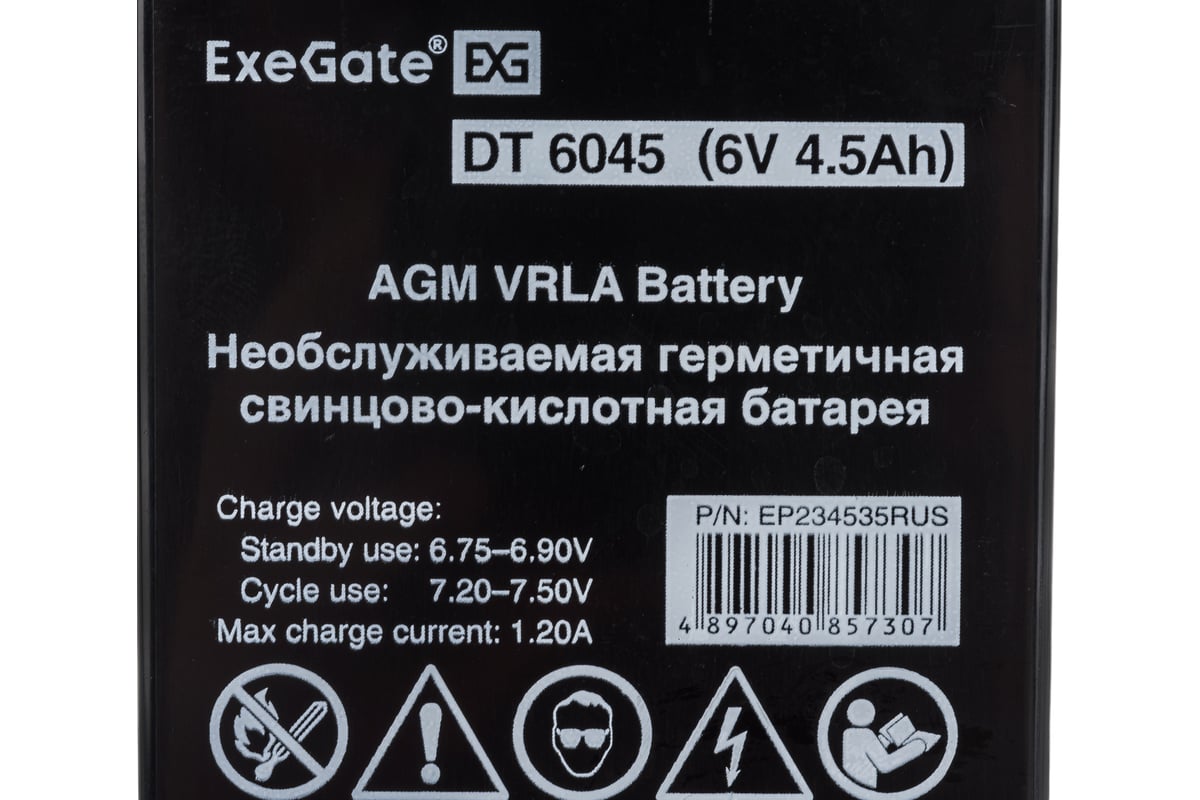 ExeGate® EXG
DT 6045 (6V 4.5Ah)
AGM VRLA Battery
Необслуживаемая герметичная
свинцово-кислотная батарея
Charge voltage:
Standby use: 6.75–6.90V
Cycle use: 7.20–7.50V
Max charge current: 1.20A
P/N: EP234535RUS
4 897040 857307